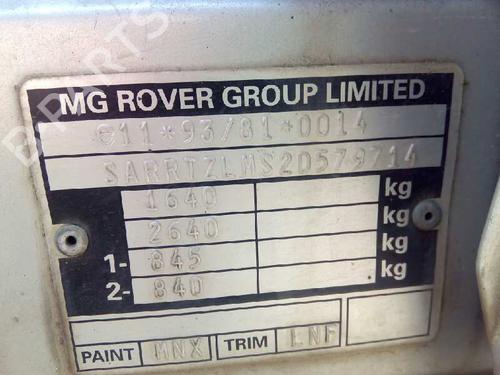 B-PARTS
MG ROVER GROUP LIMITED
e11*93/81*0014
SARRTZLMS2D579714
1640 kg
2640 kg
1- 845 kg
2- 840 kg
PAINT MNX TRIM LNF